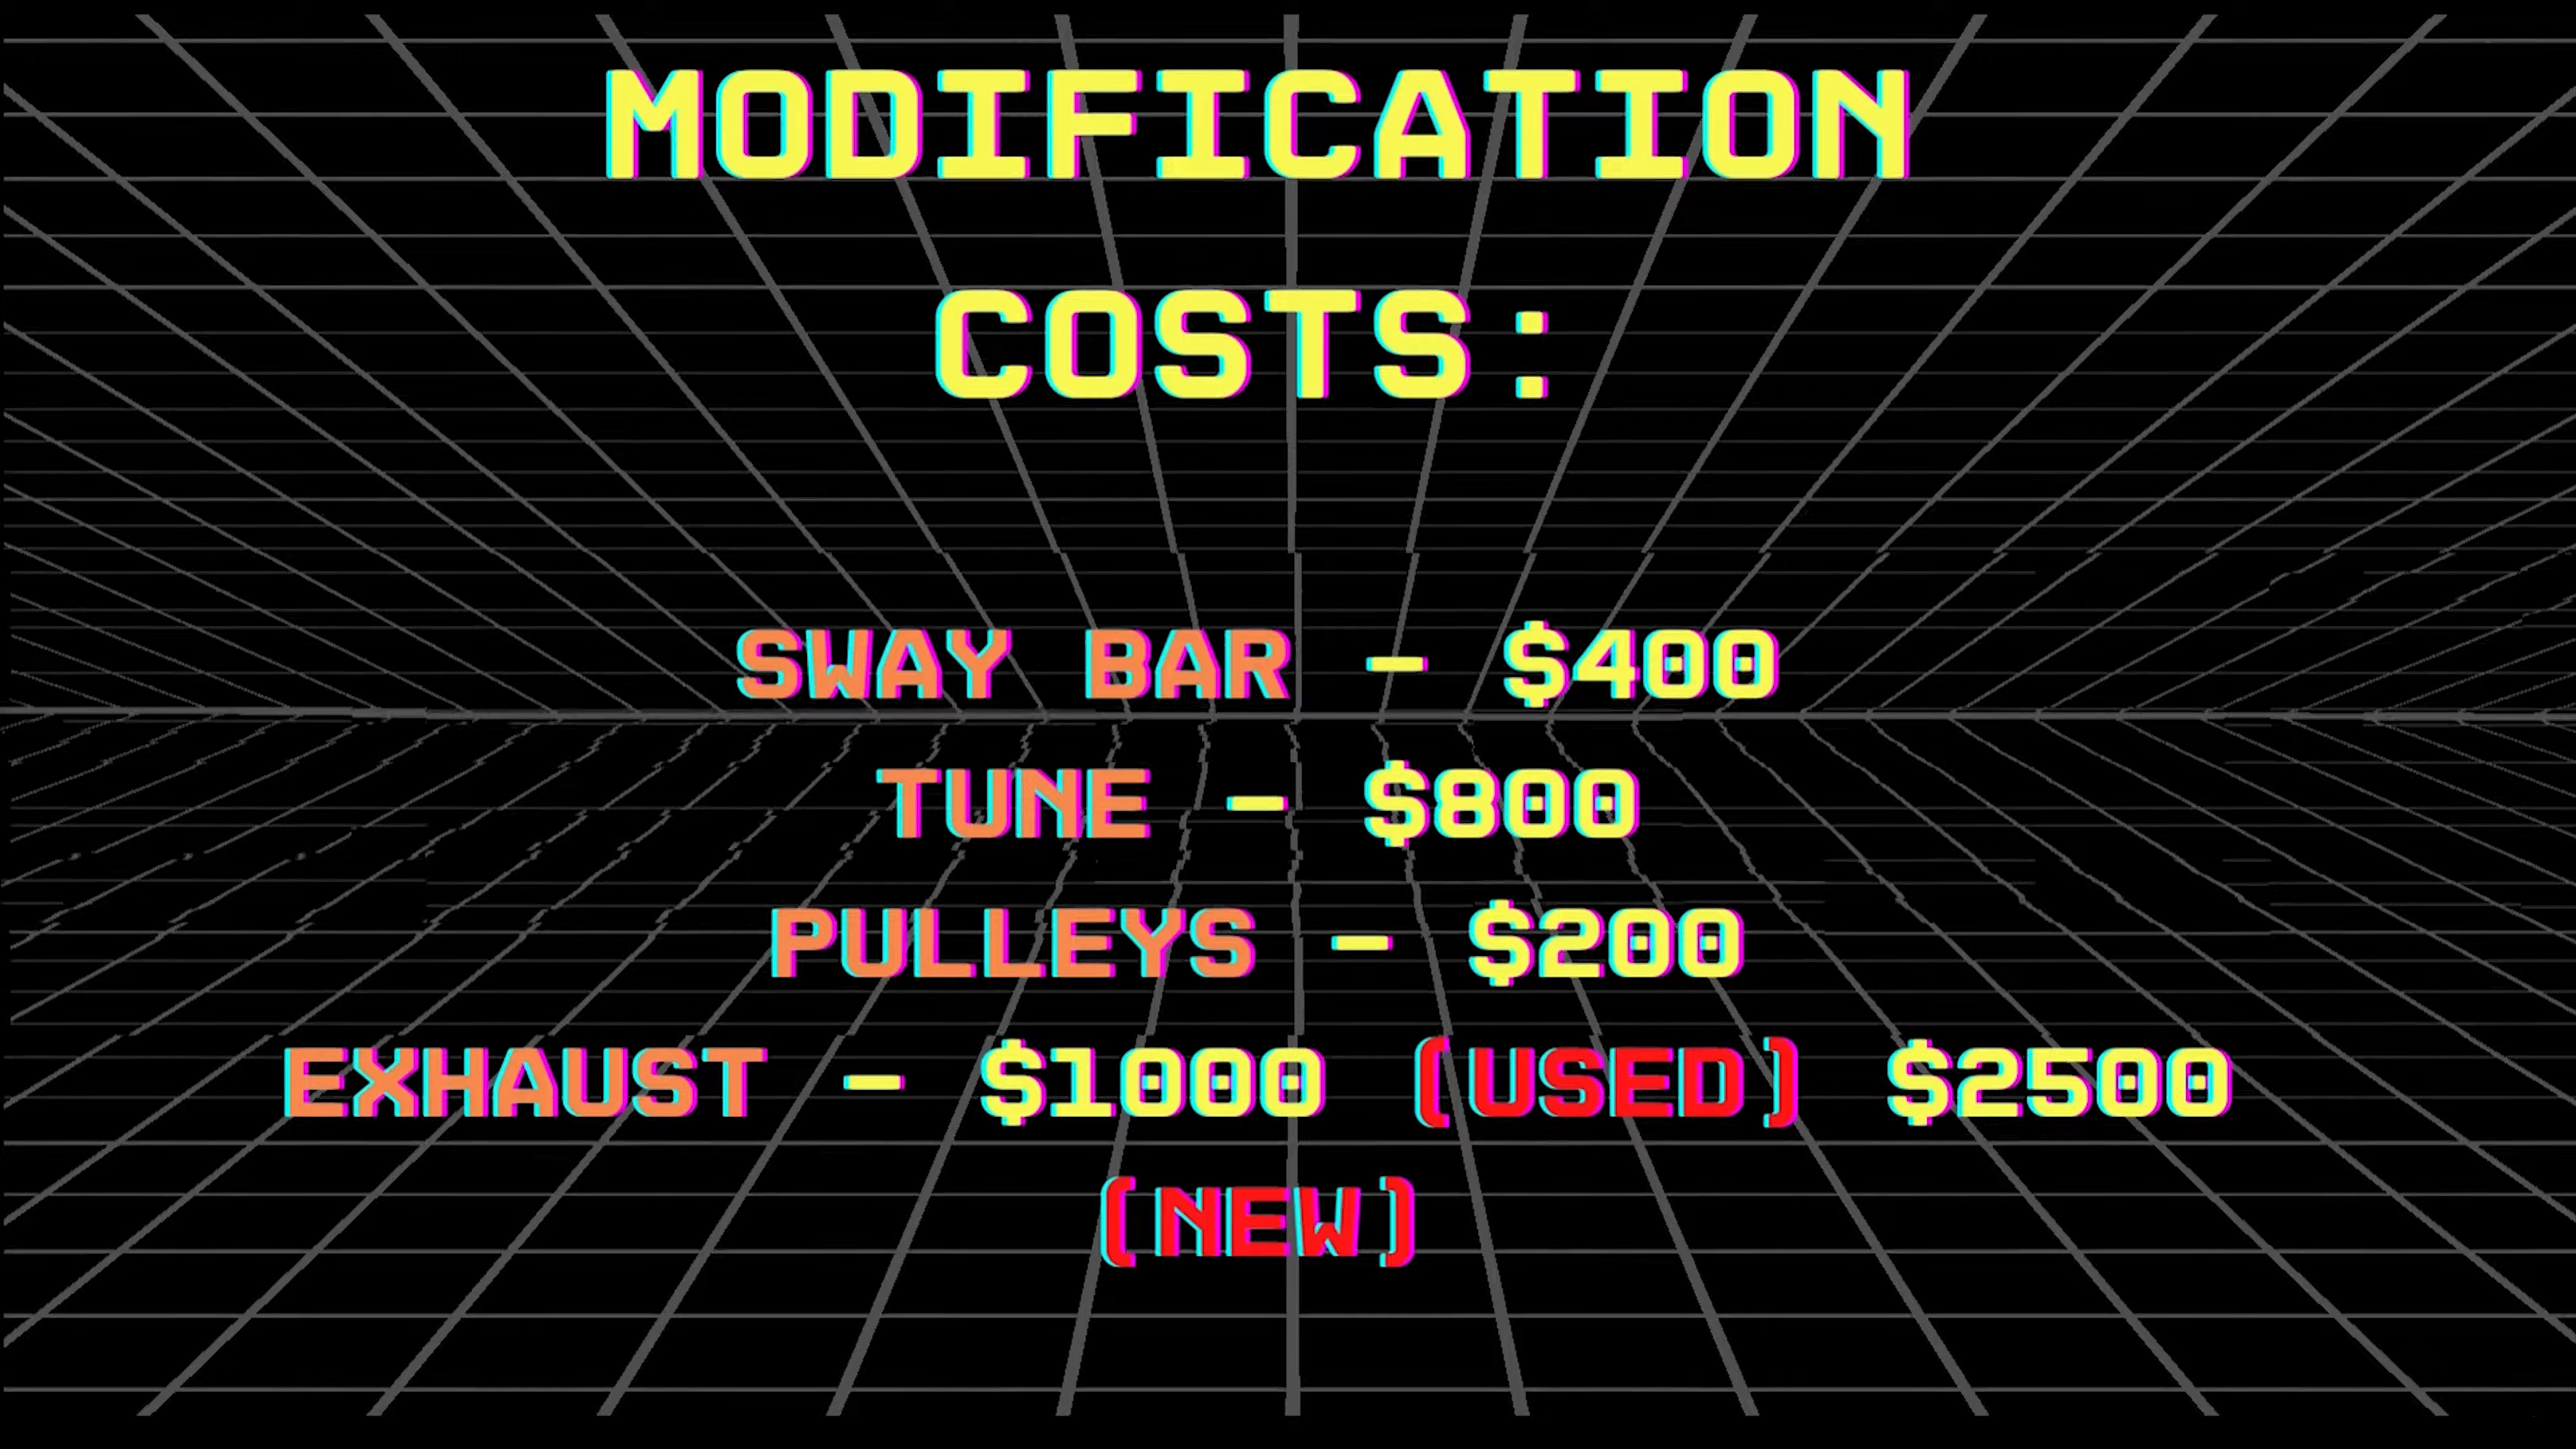 MODIFICATION
COSTS:
SWAY BAR - $400
TUNE - $800
PULLEYS - $200
EXHAUST - $1000 (USED) $2500
(NEW)